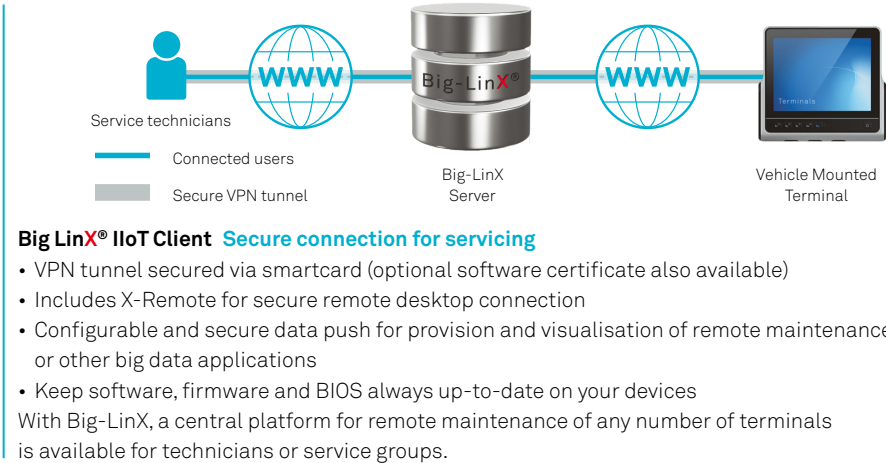 WWW
Big-LinX®
WWW
Terminals
Service technicians
Connected users
Secure VPN tunnel
Big-LinX
Server
Vehicle Mounted
Terminal
Big LinX® IIoT Client Secure connection for servicing
• VPN tunnel secured via smartcard (optional software certificate also available)
• Includes X-Remote for secure remote desktop connection
• Configurable and secure data push for provision and visualisation of remote maintenance
or other big data applications
• Keep software, firmware and BIOS always up-to-date on your devices
With Big-LinX, a central platform for remote maintenance of any number of terminals
is available for technicians or service groups.